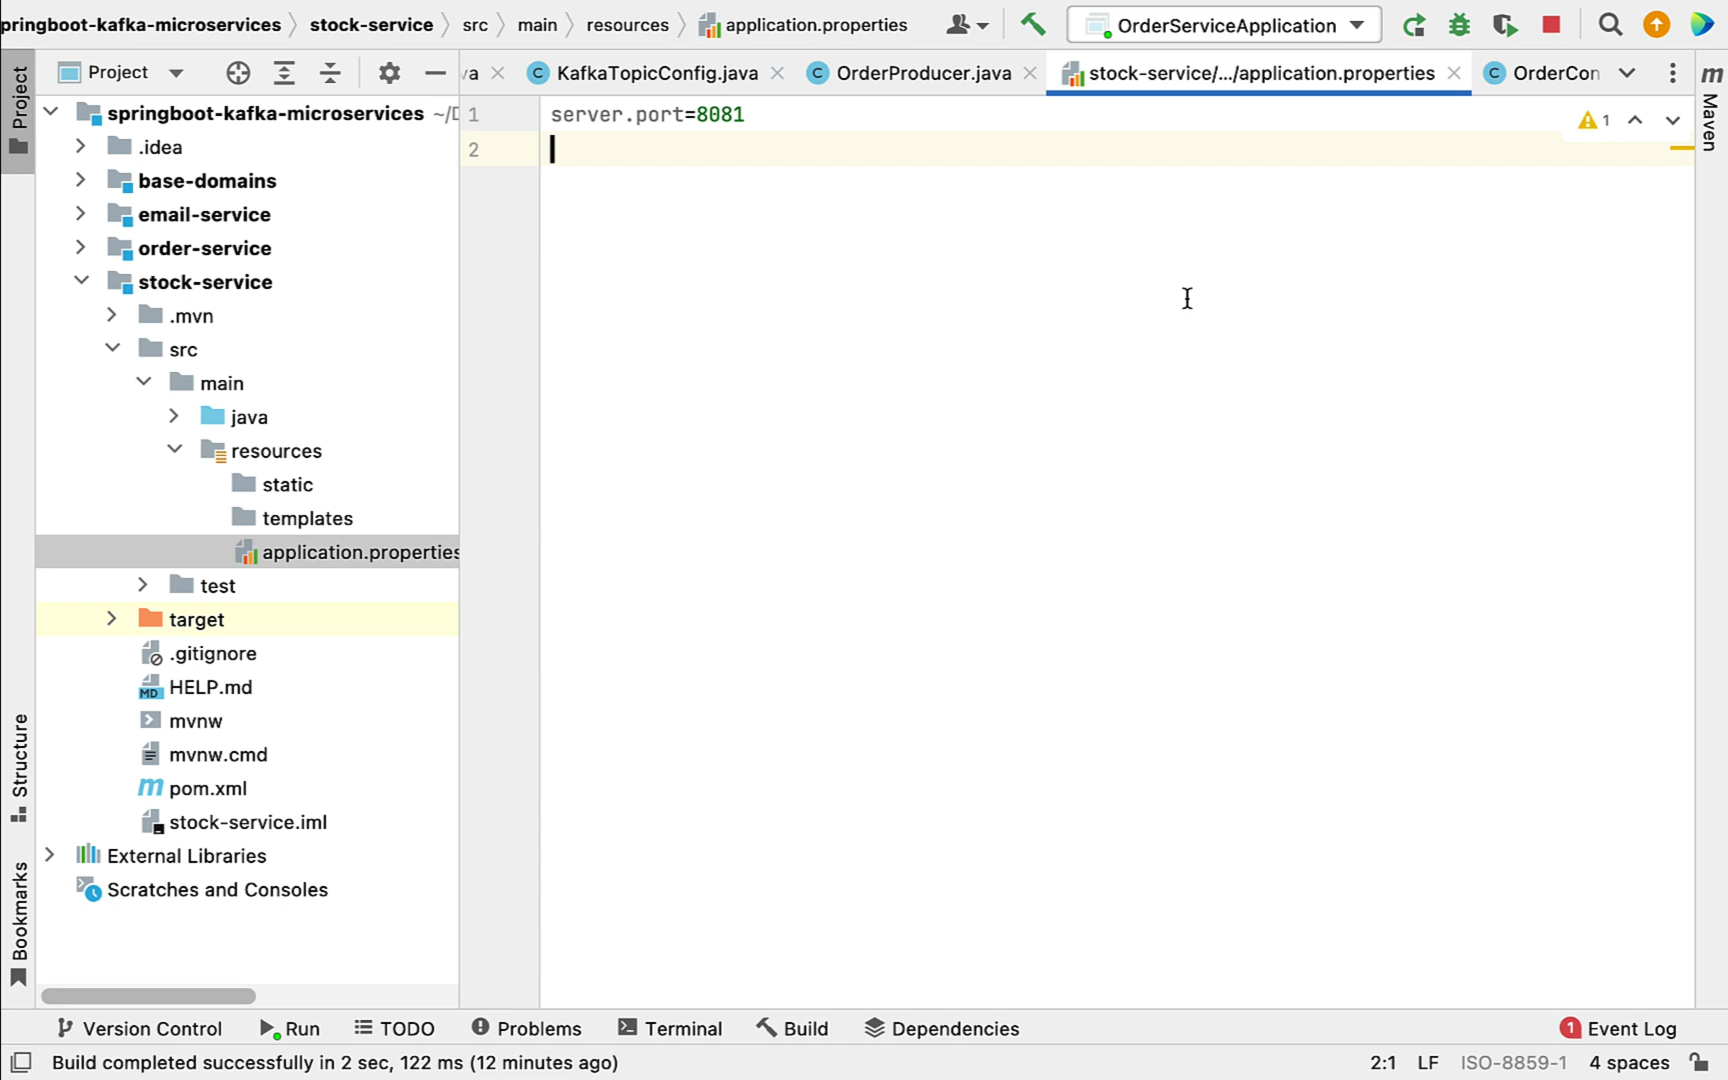 pringboot-kafka-microservices stock-service src main resources application.properties OrderServiceApplication
Project va KafkaTopicConfig.java OrderProducer.java stock-service/.../application.properties OrderCon
Project
springboot-kafka-microservices ~/D
.idea
base-domains
email-service
order-service
stock-service
.mvn
src
main
java
resources
static
templates
application.properties
test
target
.gitignore
MD HELP.md
mvnw
mvnw.cmd
pom.xml
stock-service.iml
External Libraries
Scratches and Consoles
Structure
Bookmarks
1 server.port=8081
2
1
Maven
Version Control Run TODO Problems Terminal Build Dependencies 1 Event Log
Build completed successfully in 2 sec, 122 ms (12 minutes ago) 2:1 LF ISO-8859-1 4 spaces